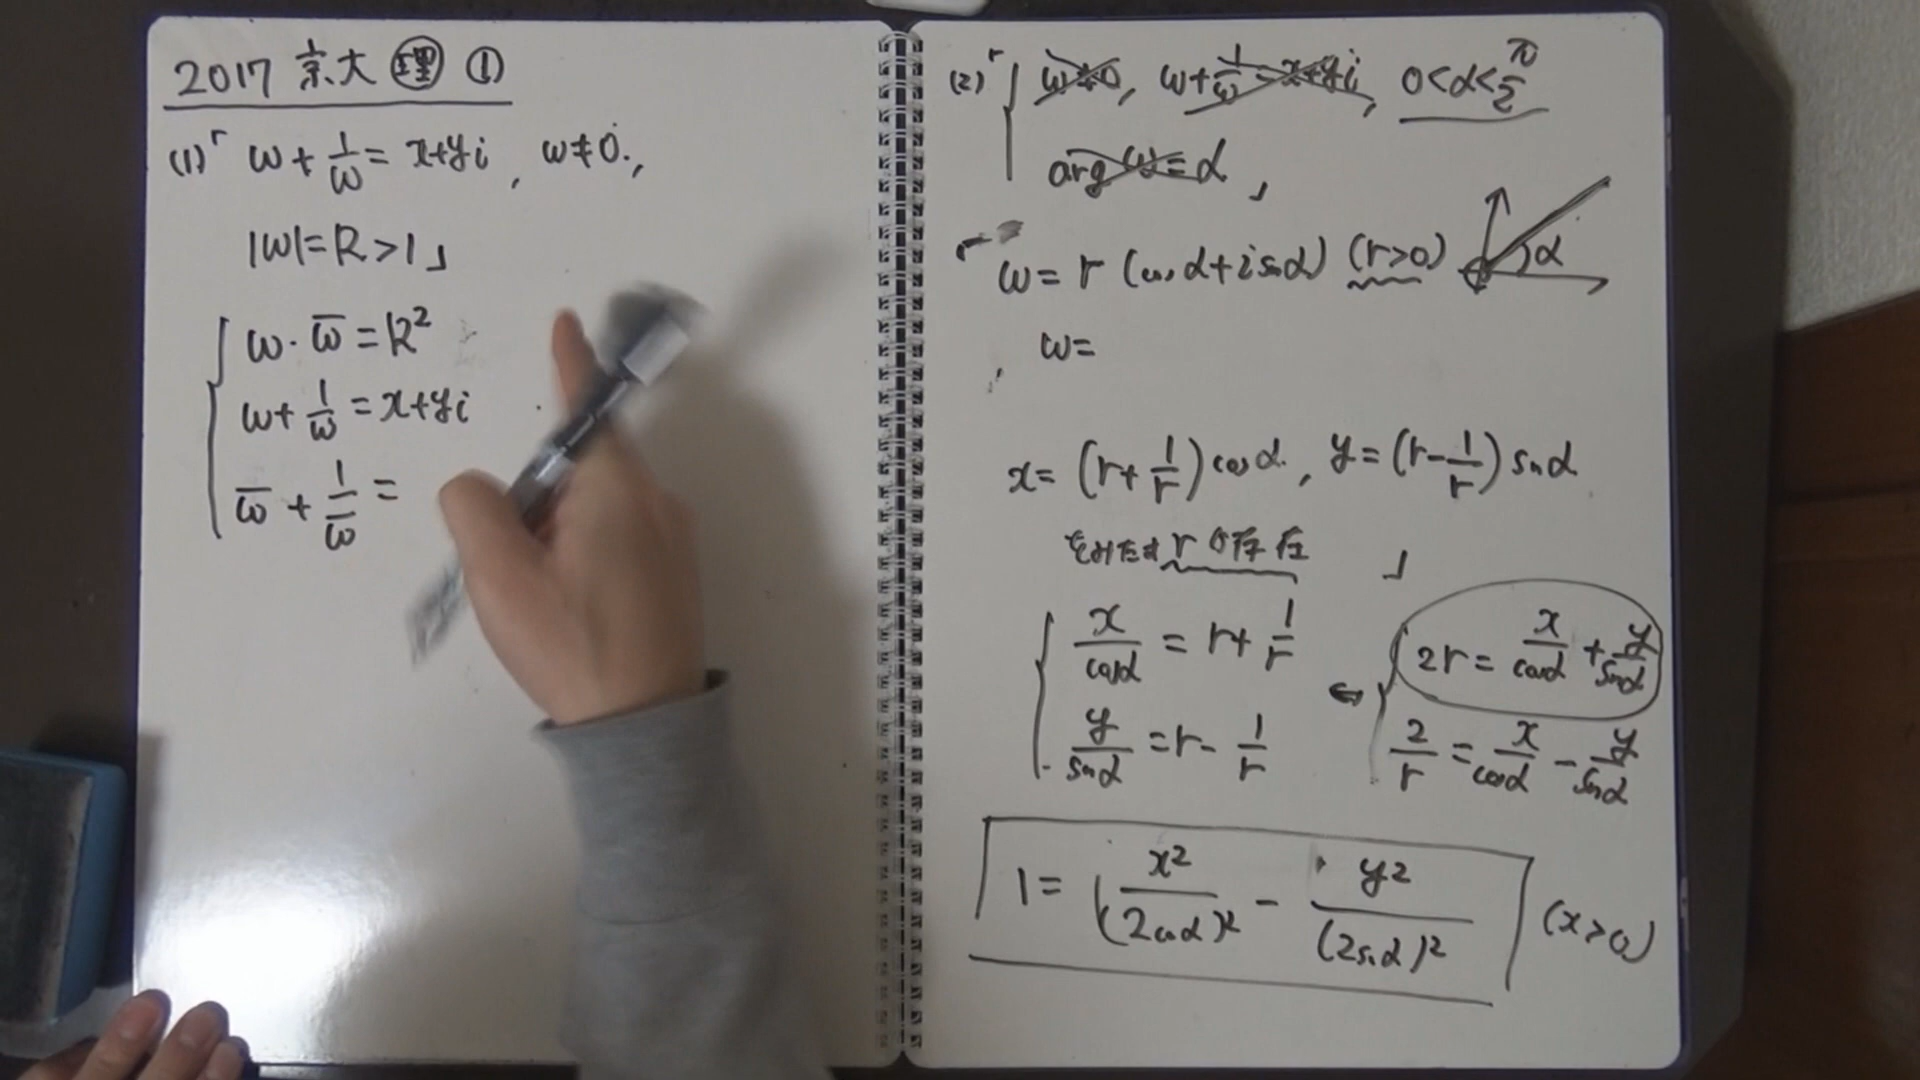 2017 京大 理 ①
(1)「 w + 1/w = x+yi , w≠0 ,
|w|=R>1」
w・w̅ = R²
w + 1/w = x+yi
w̅ + 1/w̅ =
(2)「 w≠0, w+1/w = x+yi, 0<α<π/2
arg w = α 」
「 w = r (cosα+isinα) (r>0) α
w=
x= (r+1/r)cosα, y=(r-1/r)sinα
をみたす r の存在 」
x/cosα = r+1/r
y/sinα = r-1/r
⇔
2r = x/cosα + y/sinα
2/r = x/cosα - y/sinα
1 = x²/(2cosα)² - y²/(2sinα)² (x>0)